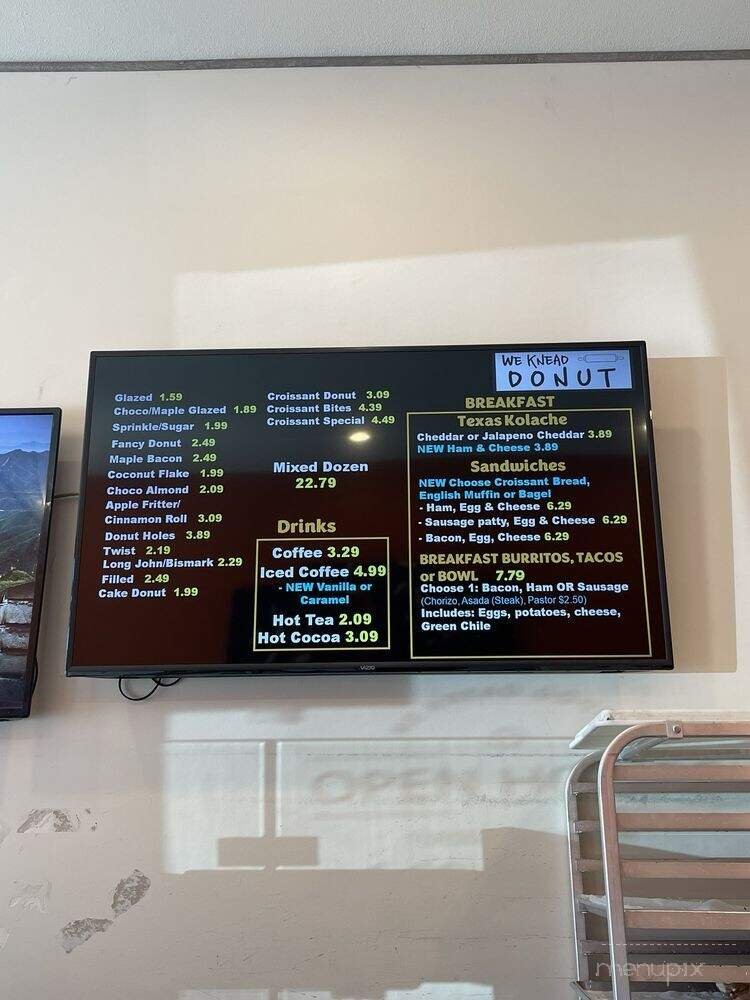 WE KNEAD
DONUT
Glazed 1.59
Choco/Maple Glazed 1.89
Sprinkle/Sugar 1.99
Fancy Donut 2.49
Maple Bacon 2.49
Coconut Flake 1.99
Choco Almond 2.09
Apple Fritter/
Cinnamon Roll 3.09
Donut Holes 3.89
Twist 2.19
Long John/Bismark 2.29
Filled 2.49
Cake Donut 1.99
Croissant Donut 3.09
Croissant Bites 4.39
Croissant Special 4.49
Mixed Dozen
22.79
Drinks
Coffee 3.29
Iced Coffee 4.99
- NEW Vanilla or
Caramel
Hot Tea 2.09
Hot Cocoa 3.09
BREAKFAST
Texas Kolache
Cheddar or Jalapeno Cheddar 3.89
NEW Ham & Cheese 3.89
Sandwiches
NEW Choose Croissant Bread,
English Muffin or Bagel
- Ham, Egg & Cheese 6.29
- Sausage patty, Egg & Cheese 6.29
- Bacon, Egg, Cheese 6.29
BREAKFAST BURRITOS, TACOS
or BOWL 7.79
Choose 1: Bacon, Ham OR Sausage
(Chorizo, Asada (Steak), Pastor $2.50)
Includes: Eggs, potatoes, cheese,
Green Chile
VIZIO
OPEN HO
menupix